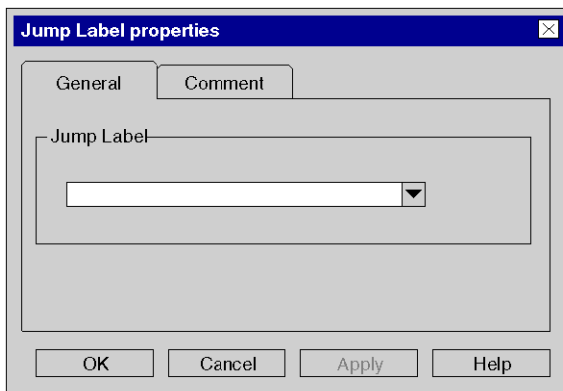 Jump Label properties
General Comment
Jump Label
OK Cancel Apply Help